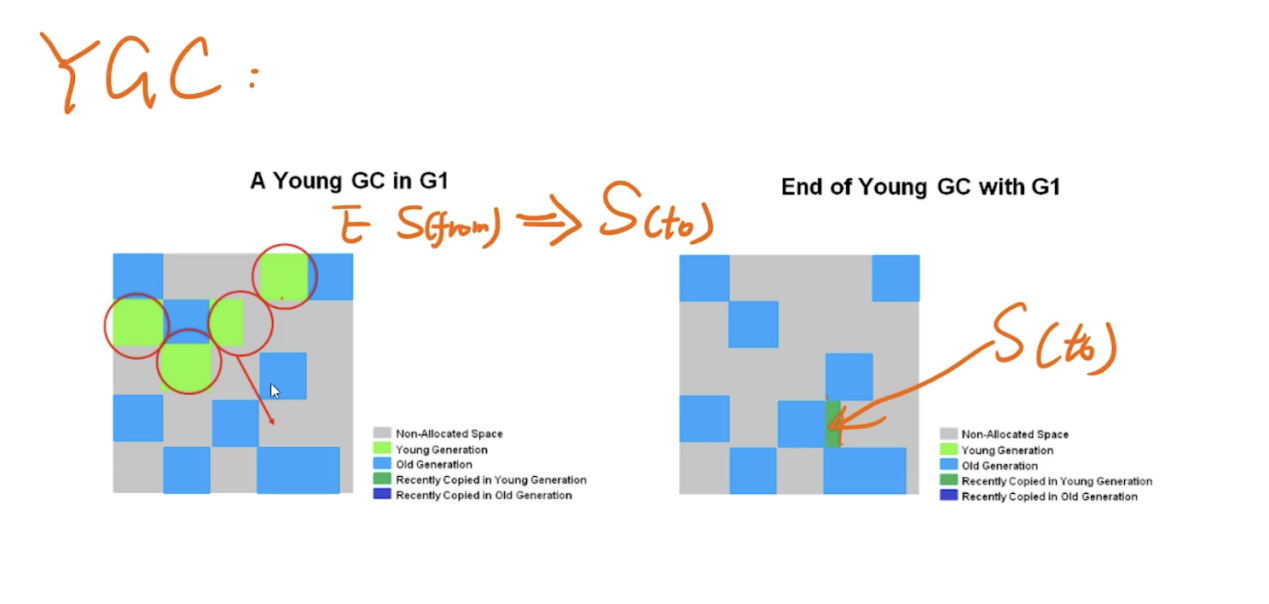 YGC:
A Young GC in G1
E S(from) ⇒ S(to)
Non-Allocated Space
Young Generation
Old Generation
Recently Copied in Young Generation
Recently Copied in Old Generation
End of Young GC with G1
S(to)
Non-Allocated Space
Young Generation
Old Generation
Recently Copied in Young Generation
Recently Copied in Old Generation